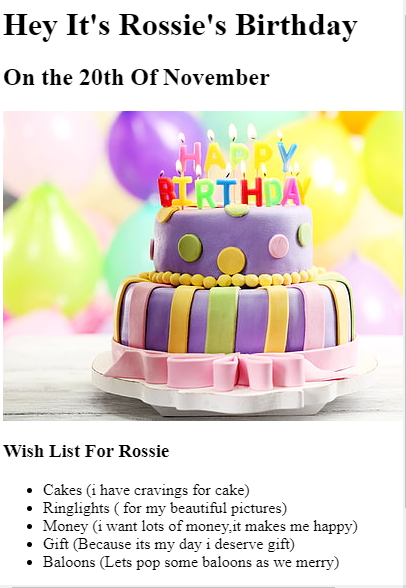 Hey It's Rossie's Birthday
On the 20th Of November
HAPPY
BIRTHDAY
Wish List For Rossie
Cakes (i have cravings for cake)
Ringlights ( for my beautiful pictures)
Money (i want lots of money,it makes me happy)
Gift (Because its my day i deserve gift)
Baloons (Lets pop some baloons as we merry)